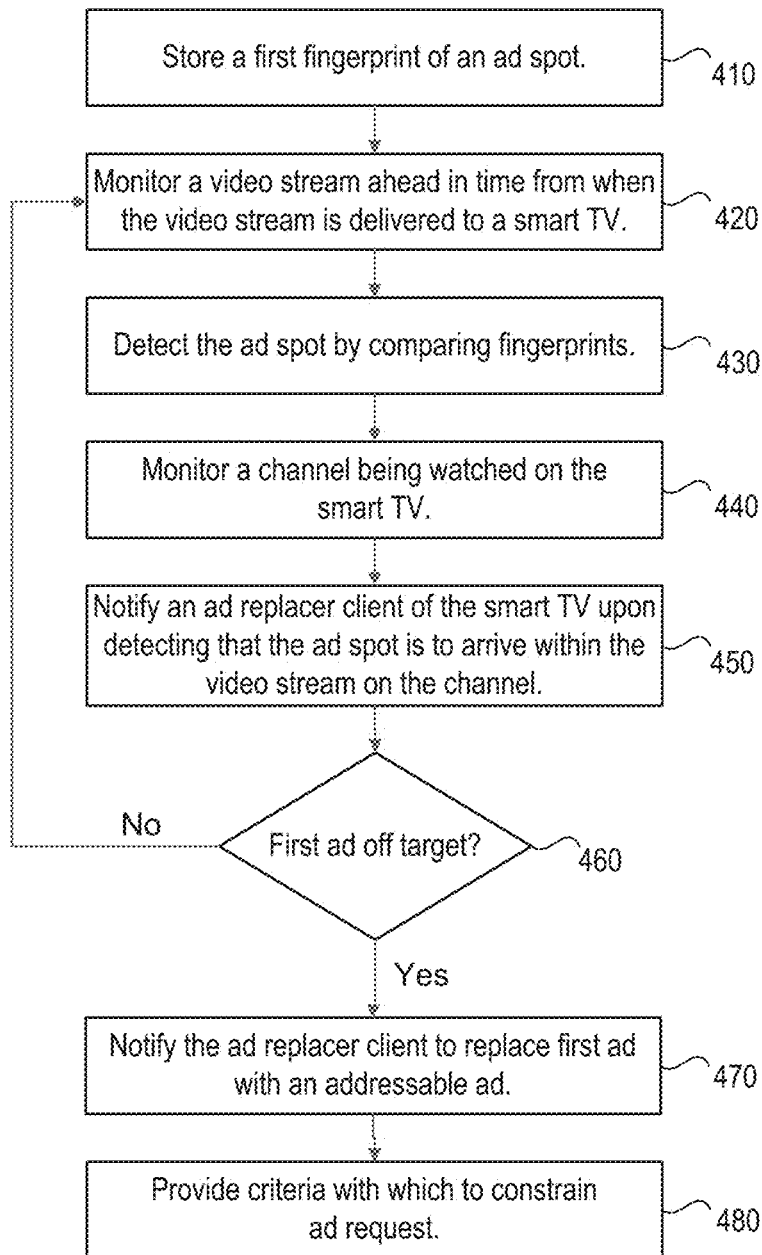 Store a first fingerprint of an ad spot.
410
Monitor a video stream ahead in time from when
the video stream is delivered to a smart TV.
420
Detect the ad spot by comparing fingerprints.
430
Monitor a channel being watched on the
smart TV.
440
Notify an ad replacer client of the smart TV upon
detecting that the ad spot is to arrive within the
video stream on the channel.
450
First ad off target?
460
No
Yes
Notify the ad replacer client to replace first ad
with an addressable ad.
470
Provide criteria with which to constrain
ad request.
480